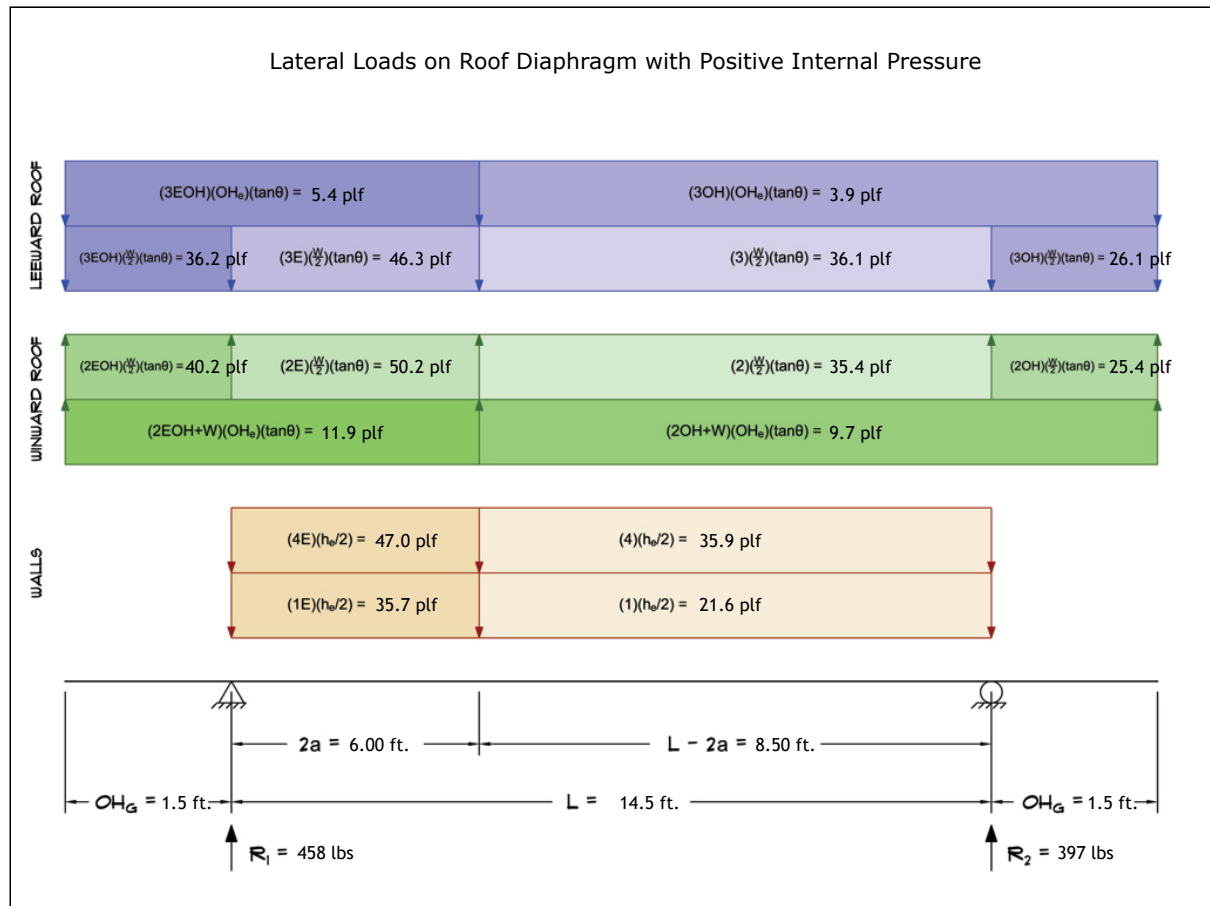 Lateral Loads on Roof Diaphragm with Positive Internal Pressure
LEEWARD ROOF
(3EOH)(OHₑ)(tanθ) = 5.4 plf
(3OH)(OHₑ)(tanθ) = 3.9 plf
(3EOH)(W/2)(tanθ) = 36.2 plf
(3E)(W/2)(tanθ) = 46.3 plf
(3)(W/2)(tanθ) = 36.1 plf
(3OH)(W/2)(tanθ) = 26.1 plf
WINWARD ROOF
(2EOH)(W/2)(tanθ) = 40.2 plf
(2E)(W/2)(tanθ) = 50.2 plf
(2)(W/2)(tanθ) = 35.4 plf
(2OH)(W/2)(tanθ) = 25.4 plf
(2EOH+W)(OHₑ)(tanθ) = 11.9 plf
(2OH+W)(OHₑ)(tanθ) = 9.7 plf
WALLS
(4E)(hₑ/2) = 47.0 plf
(4)(hₑ/2) = 35.9 plf
(1E)(hₑ/2) = 35.7 plf
(1)(hₑ/2) = 21.6 plf
2a = 6.00 ft.
L - 2a = 8.50 ft.
OH_G = 1.5 ft.
L = 14.5 ft.
OH_G = 1.5 ft.
R₁ = 458 lbs
R₂ = 397 lbs